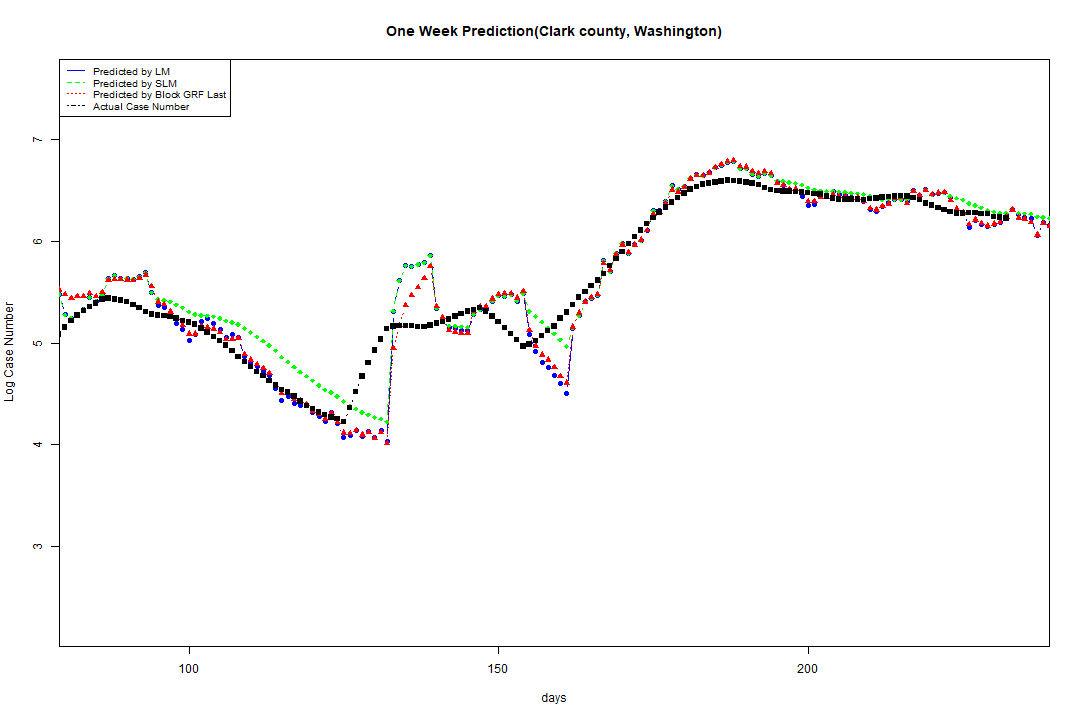 One Week Prediction(Clark county, Washington)
Predicted by LM
Predicted by SLM
Predicted by Block GRF Last
Actual Case Number
7
6
5
4
3
Log Case Number
100
150
200
days